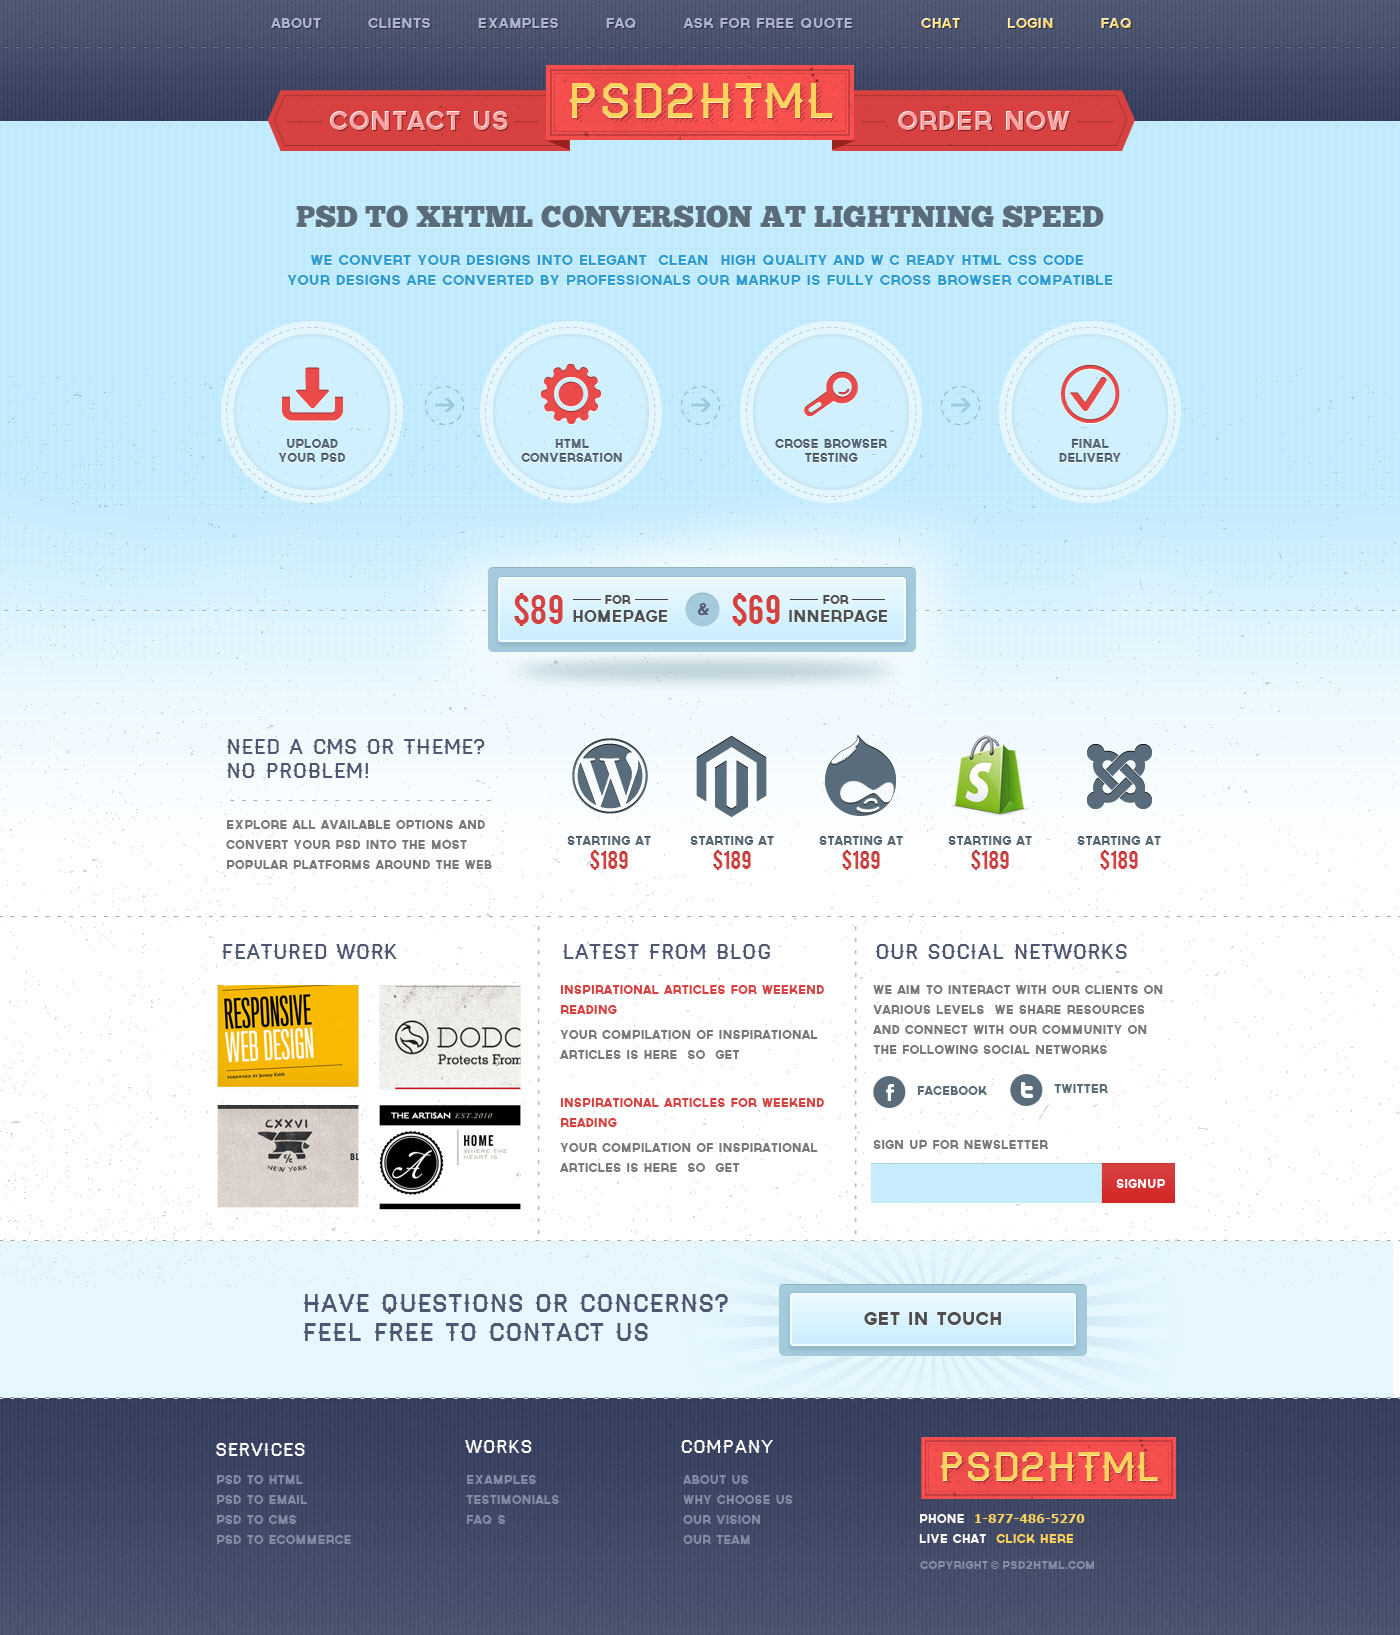 ABOUT CLIENTS EXAMPLES FAQ ASK FOR FREE QUOTE CHAT LOGIN FAQ
CONTACT US PSD2HTML ORDER NOW
PSD TO XHTML CONVERSION AT LIGHTNING SPEED
WE CONVERT YOUR DESIGNS INTO ELEGANT CLEAN HIGH QUALITY AND W C READY HTML CSS CODE
YOUR DESIGNS ARE CONVERTED BY PROFESSIONALS OUR MARKUP IS FULLY CROSS BROWSER COMPATIBLE
UPLOAD
YOUR PSD
HTML
CONVERSATION
CROSE BROWSER
TESTING
FINAL
DELIVERY
$89 FOR HOMEPAGE & $69 FOR INNERPAGE
NEED A CMS OR THEME?
NO PROBLEM!
EXPLORE ALL AVAILABLE OPTIONS AND
CONVERT YOUR PSD INTO THE MOST
POPULAR PLATFORMS AROUND THE WEB
STARTING AT
$189
STARTING AT
$189
STARTING AT
$189
S
STARTING AT
$189
STARTING AT
$189
FEATURED WORK
RESPONSIVE
WEB DESIGN
FOREWORD BY Jeremy Keith
DODO
Protects From
CXXVI
C/C
NEW YORK
BL
THE ARTISAN EST.2010
A
HOME
WHERE THE
HEART IS
LATEST FROM BLOG
INSPIRATIONAL ARTICLES FOR WEEKEND
READING
YOUR COMPILATION OF INSPIRATIONAL
ARTICLES IS HERE SO GET
INSPIRATIONAL ARTICLES FOR WEEKEND
READING
YOUR COMPILATION OF INSPIRATIONAL
ARTICLES IS HERE SO GET
OUR SOCIAL NETWORKS
WE AIM TO INTERACT WITH OUR CLIENTS ON
VARIOUS LEVELS WE SHARE RESOURCES
AND CONNECT WITH OUR COMMUNITY ON
THE FOLLOWING SOCIAL NETWORKS
FACEBOOK TWITTER
SIGN UP FOR NEWSLETTER
SIGNUP
HAVE QUESTIONS OR CONCERNS?
FEEL FREE TO CONTACT US
GET IN TOUCH
SERVICES
PSD TO HTML
PSD TO EMAIL
PSD TO CMS
PSD TO ECOMMERCE
WORKS
EXAMPLES
TESTIMONIALS
FAQ S
COMPANY
ABOUT US
WHY CHOOSE US
OUR VISION
OUR TEAM
PSD2HTML
PHONE 1-877-486-5270
LIVE CHAT CLICK HERE
COPYRIGHT © PSD2HTML.COM